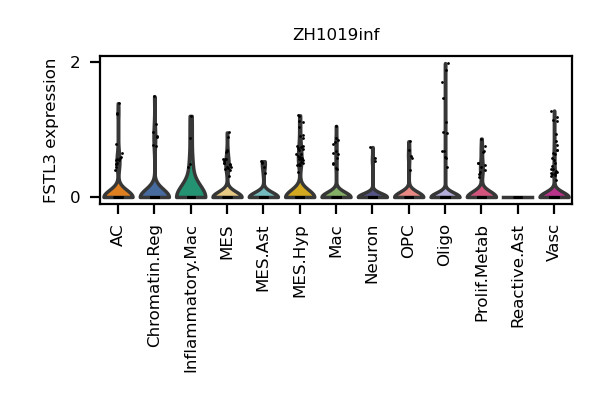 ZH1019inf
FSTL3 expression
2
0
AC
Chromatin.Reg
Inflammatory.Mac
MES
MES.Ast
MES.Hyp
Mac
Neuron
OPC
Oligo
Prolif.Metab
Reactive.Ast
Vasc